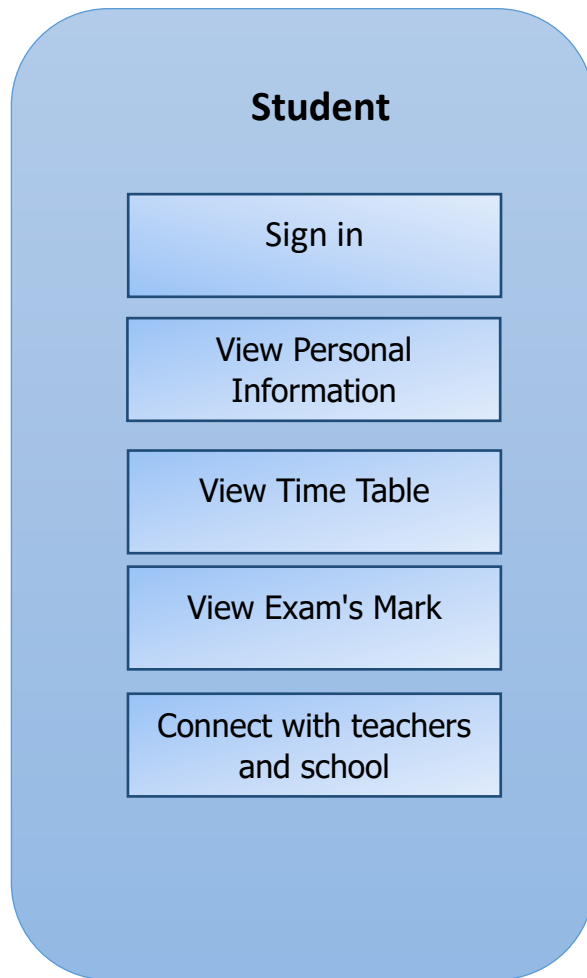 Student
Sign in
View Personal
Information
View Time Table
View Exam's Mark
Connect with teachers
and school